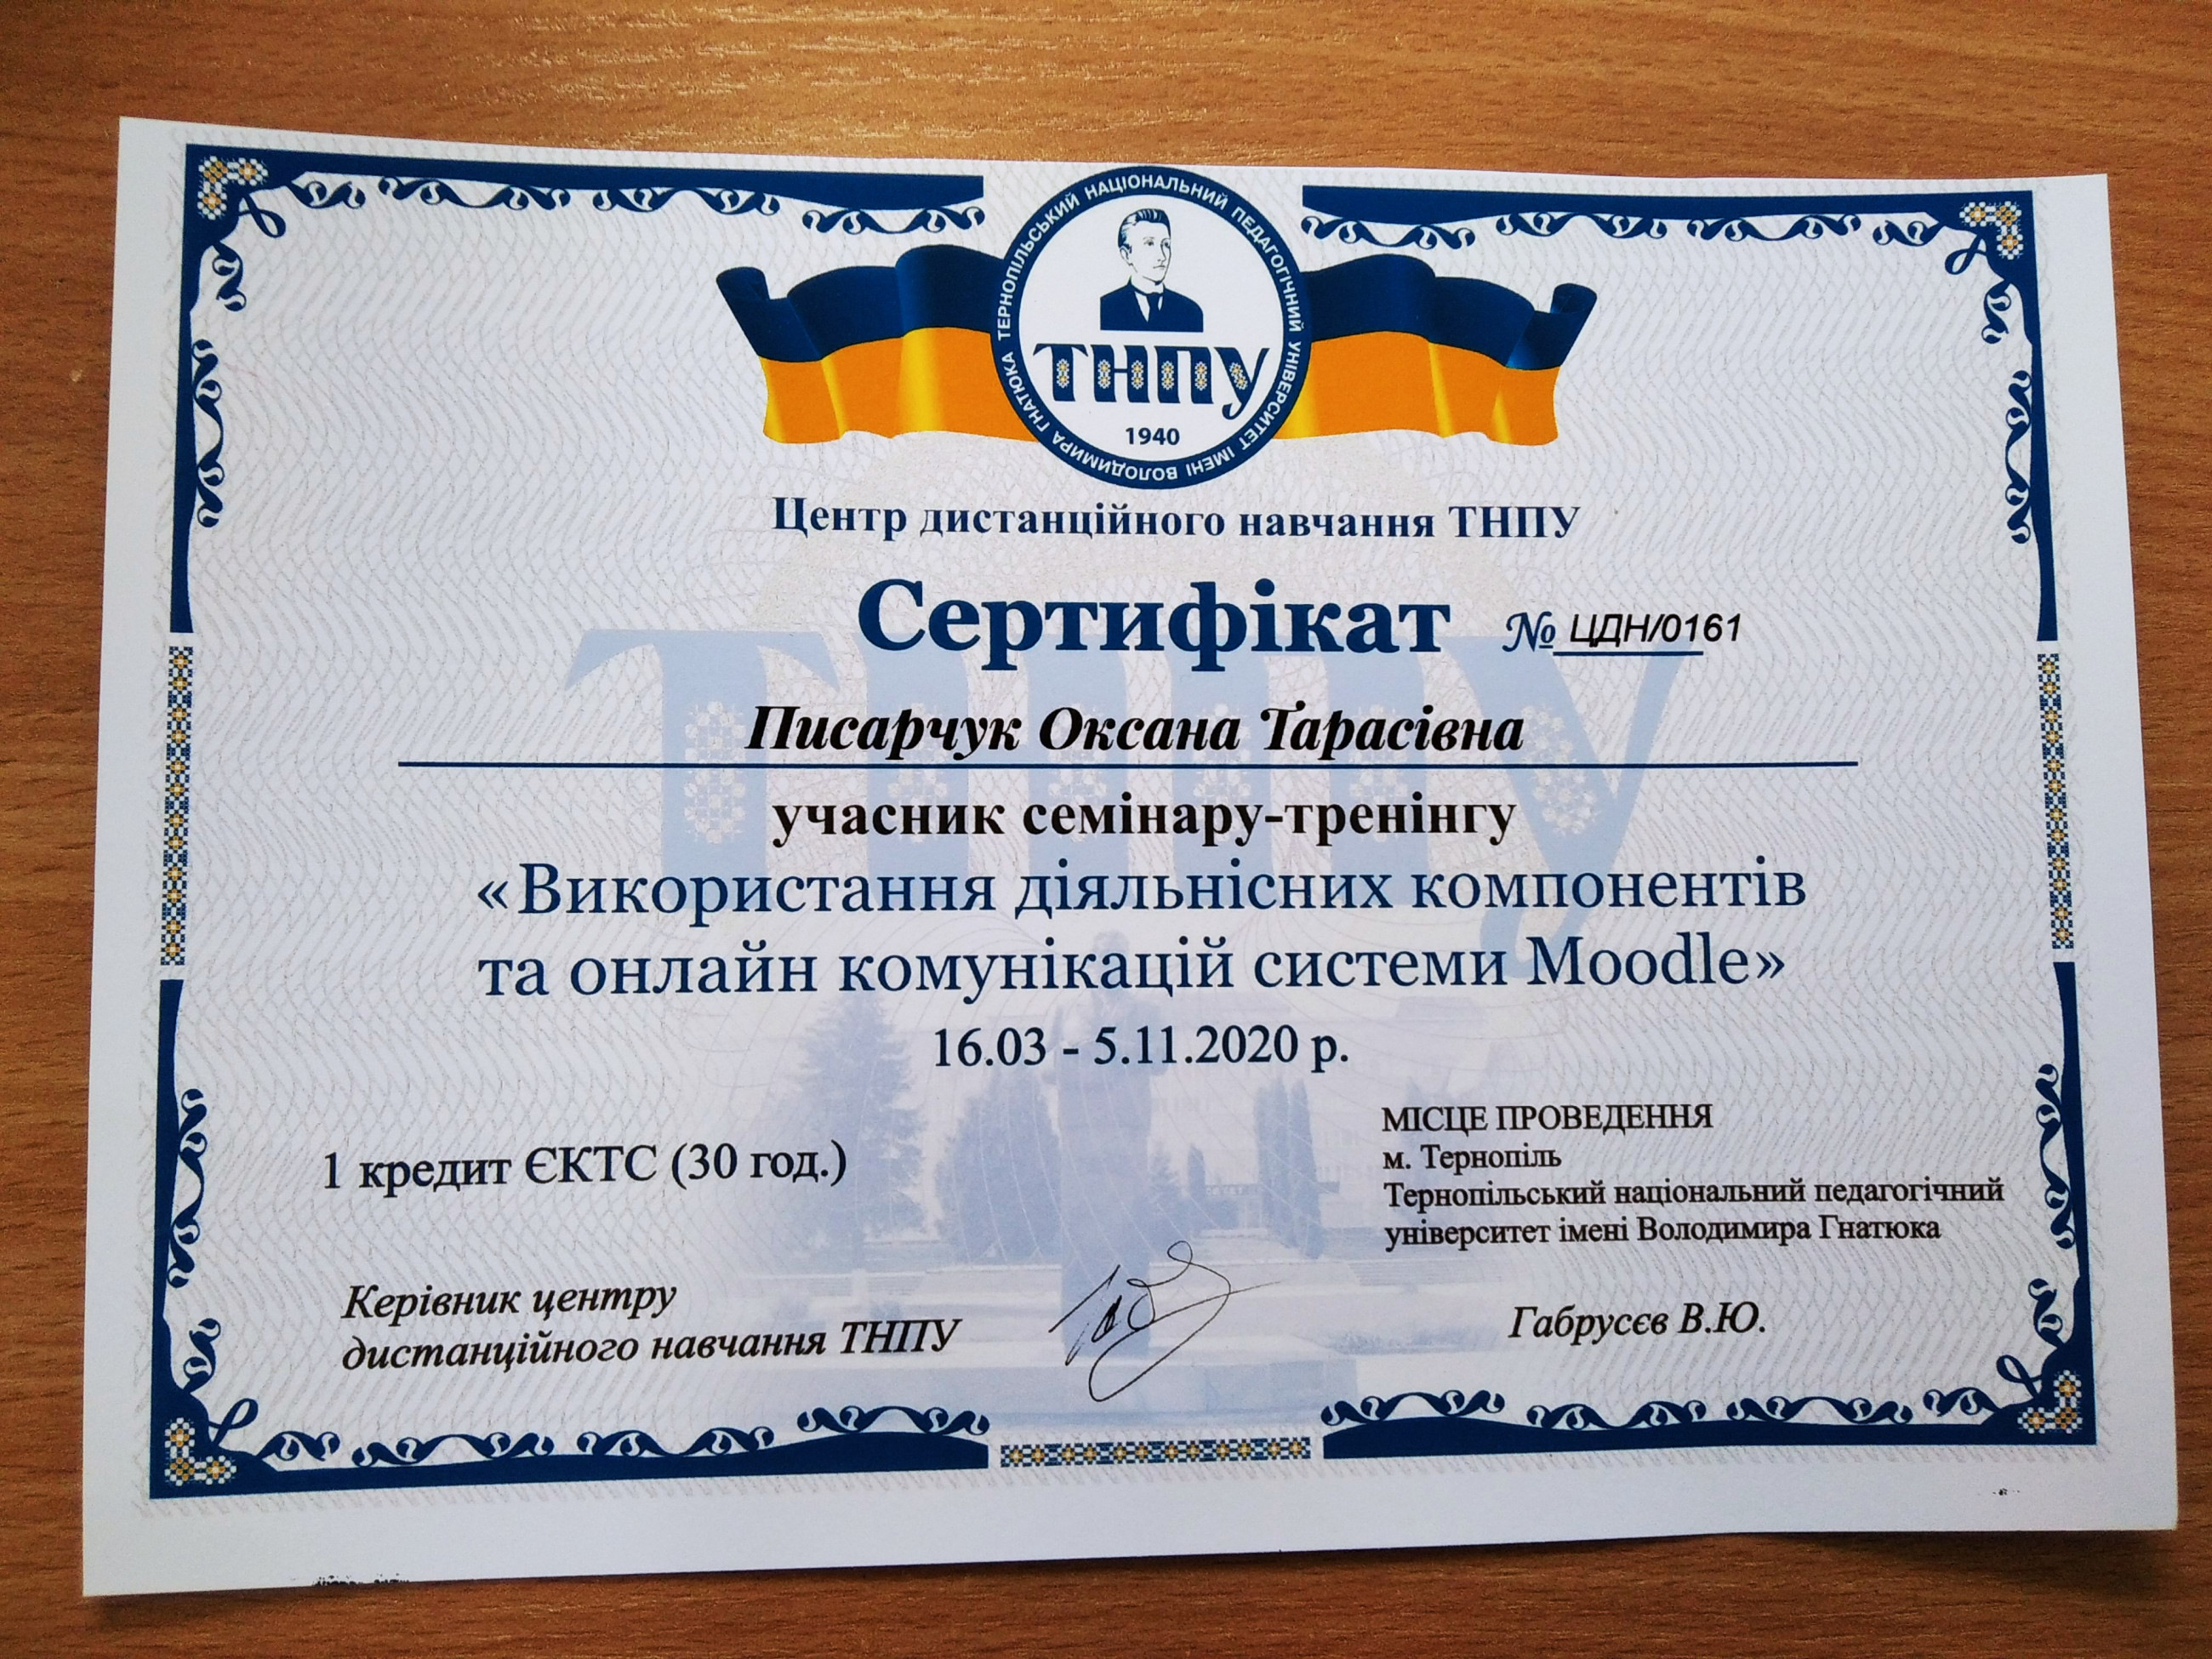 ТЕРНОПІЛЬСЬКИЙ НАЦІОНАЛЬНИЙ ПЕДАГОГІЧНИЙ УНІВЕРСИТЕТ ІМЕНІ ВОЛОДИМИРА ГНАТЮКА
ТНПУ
1940
Центр дистанційного навчання ТНПУ
Сертифікат № ЦДН/0161
Писарчук Оксана Тарасівна
учасник семінару-тренінгу
«Використання діяльнісних компонентів
та онлайн комунікацій системи Moodle»
16.03 - 5.11.2020 р.
1 кредит ЄКТС (30 год.)
МІСЦЕ ПРОВЕДЕННЯ
м. Тернопіль
Тернопільський національний педагогічний
університет імені Володимира Гнатюка
Керівник центру
дистанційного навчання ТНПУ
Габрусєв В.Ю.